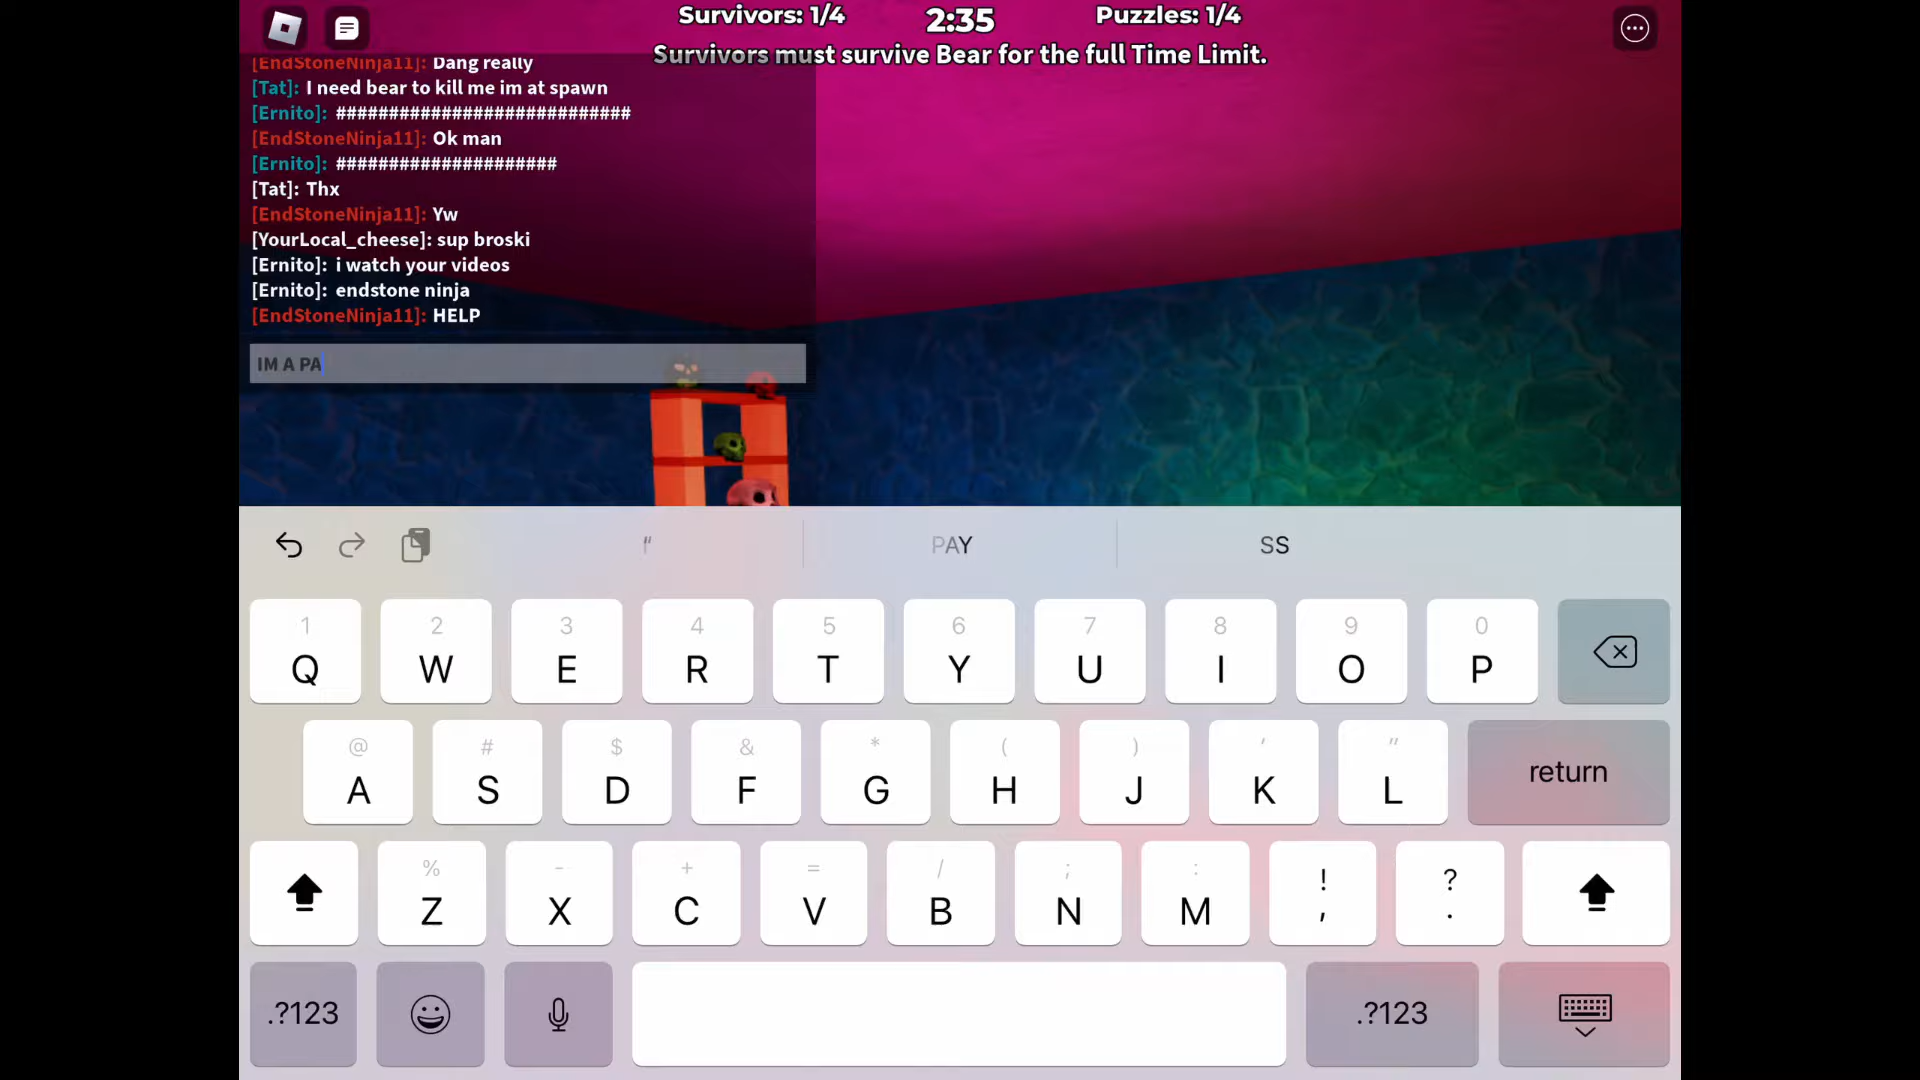 Survivors: 1/4
2:35
Puzzles: 1/4
Survivors must survive Bear for the full Time Limit.
[EndStoneNinja11]: Dang really
[Tat]: I need bear to kill me im at spawn
[Ernito]: ############################
[EndStoneNinja11]: Ok man
[Ernito]: #####################
[Tat]: Thx
[EndStoneNinja11]: Yw
[YourLocal_cheese]: sup broski
[Ernito]: i watch your videos
[Ernito]: endstone ninja
[EndStoneNinja11]: HELP
IM A PA
" PAY SS
1 2 3 4 5 6 7 8 9 0
Q W E R T Y U I O P
@ # $ & * ( ) ' "
A S D F G H J K L return
% - + = / ; : ! ?
Z X C V B N M , .
.?123 .?123